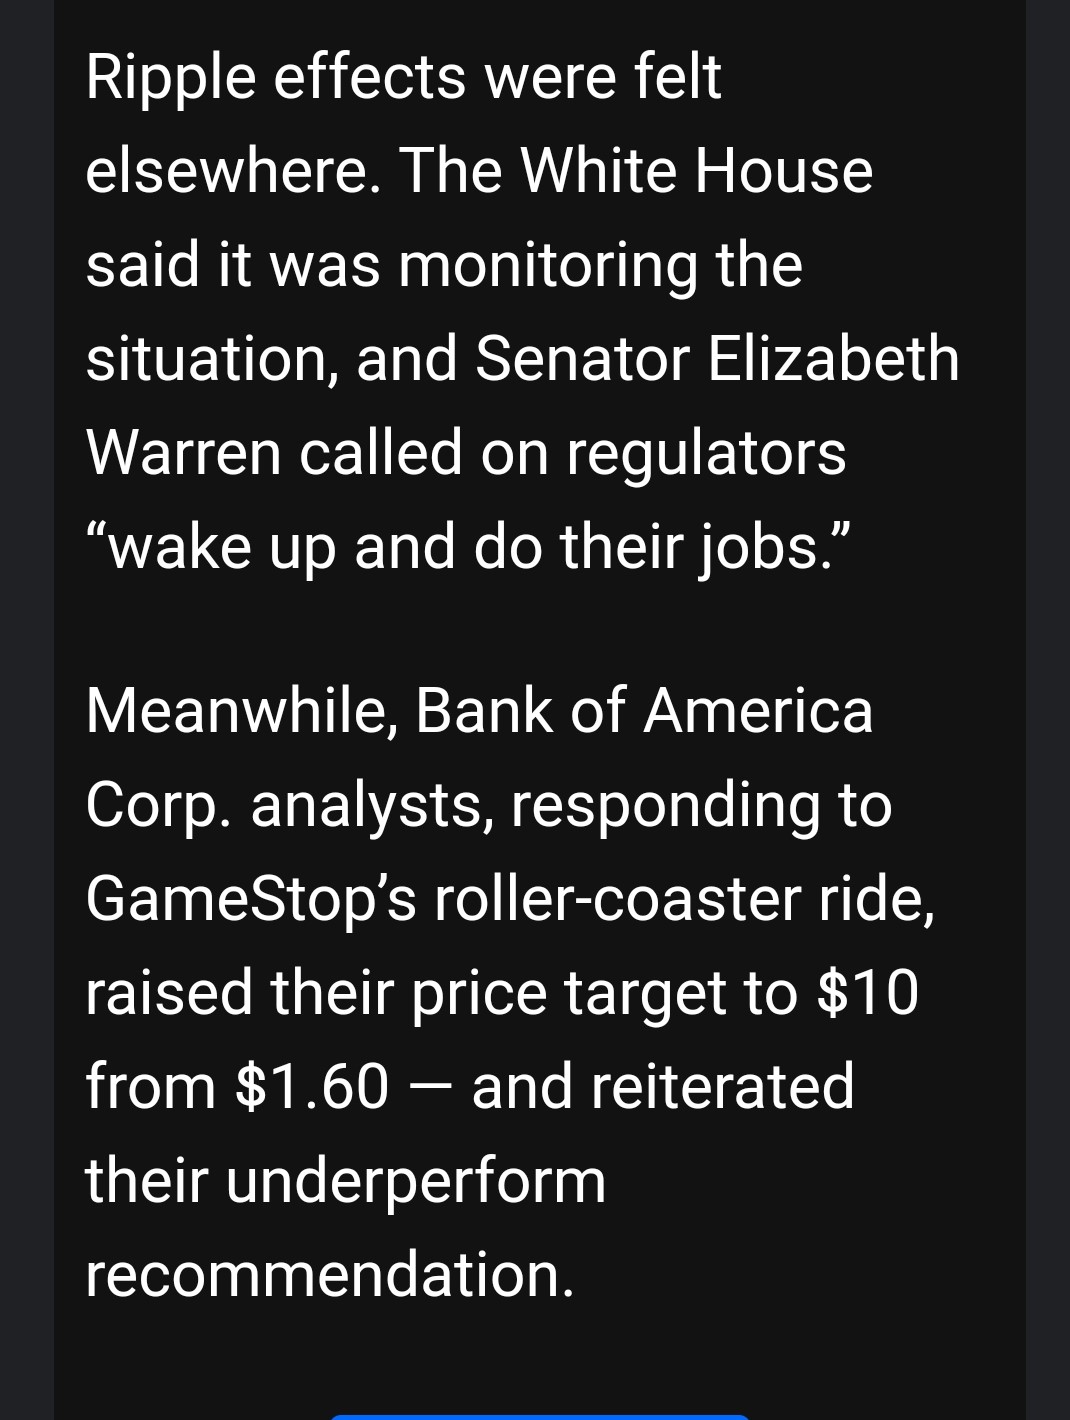 Ripple effects were felt
elsewhere. The White House
said it was monitoring the
situation, and Senator Elizabeth
Warren called on regulators
“wake up and do their jobs.”
Meanwhile, Bank of America
Corp. analysts, responding to
GameStop’s roller-coaster ride,
raised their price target to $10
from $1.60 — and reiterated
their underperform
recommendation.